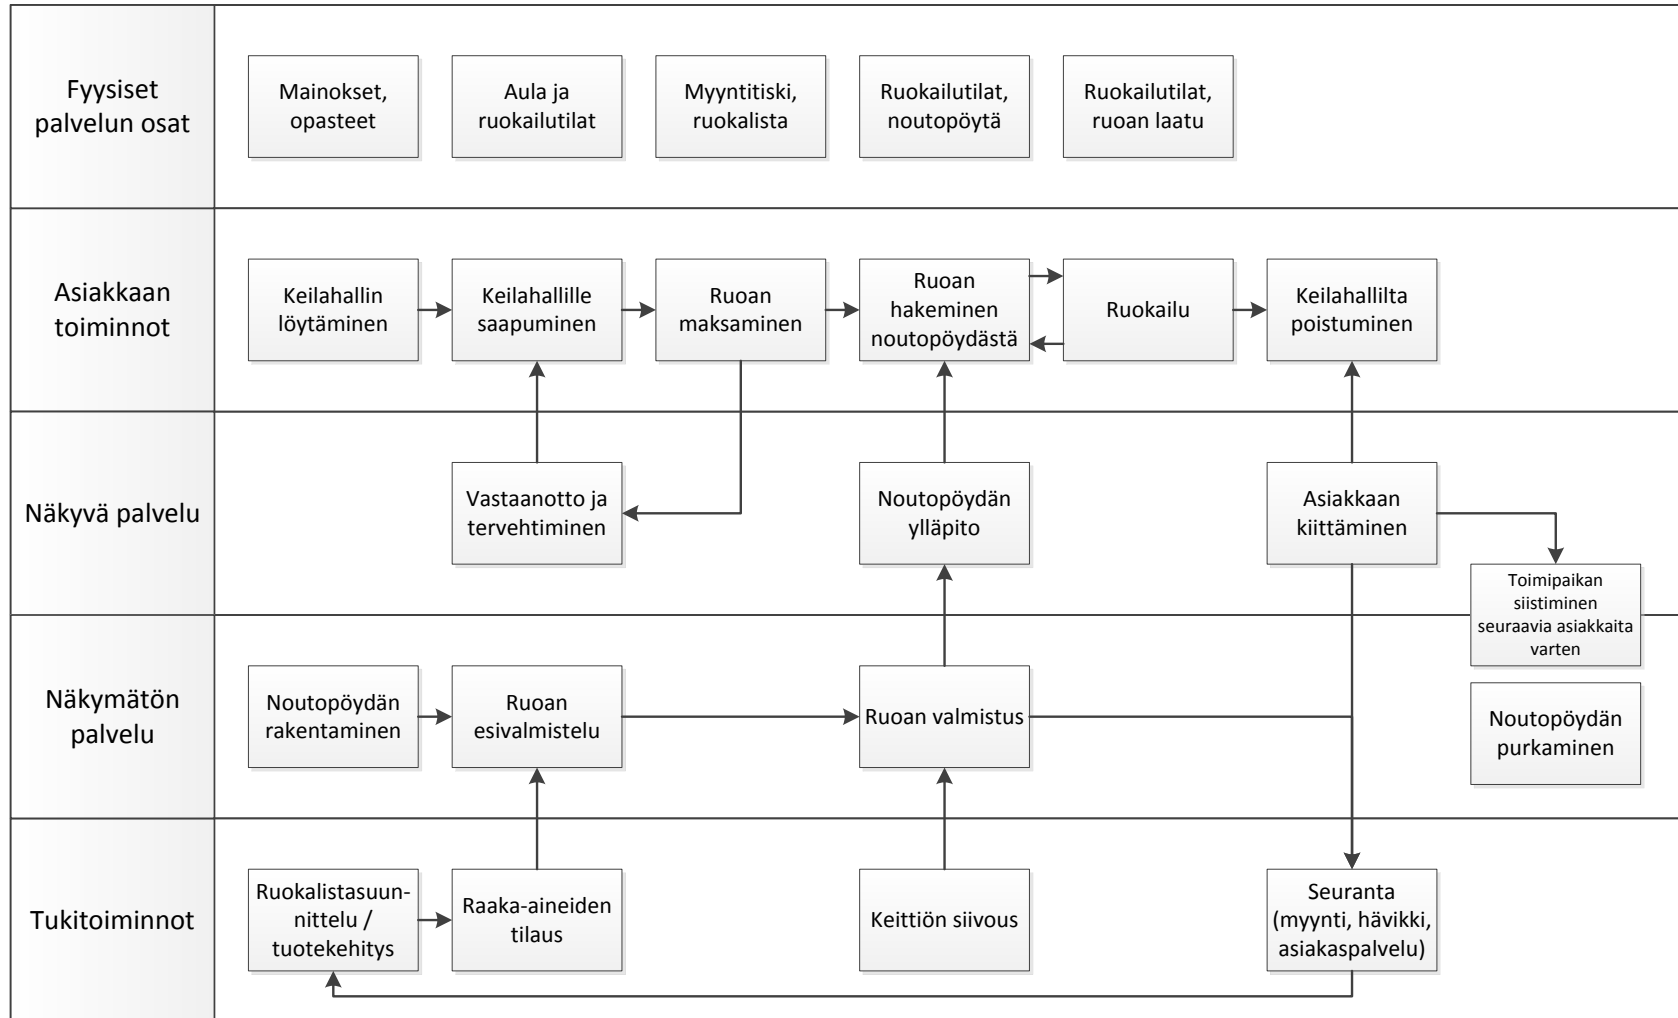 Fyysiset
palvelun osat
Mainokset,
opasteet
Aula ja
ruokailutilat
Myyntitiski,
ruokalista
Ruokailutilat,
noutopöytä
Ruokailutilat,
ruoan laatu
Asiakkaan
toiminnot
Keilahallin
löytäminen
Keilahallille
saapuminen
Ruoan
maksaminen
Ruoan
hakeminen
noutopöydästä
Ruokailu
Keilahallilta
poistuminen
Näkyvä palvelu
Vastaanotto ja
tervehtiminen
Noutopöydän
ylläpito
Asiakkaan
kiittäminen
Toimipaikan
siistiminen
seuraavia asiakkaita
varten
Näkymätön
palvelu
Noutopöydän
rakentaminen
Ruoan
esivalmistelu
Ruoan valmistus
Noutopöydän
purkaminen
Tukitoiminnot
Ruokalistasuun-
nittelu /
tuotekehitys
Raaka-aineiden
tilaus
Keittiön siivous
Seuranta
(myynti, hävikki,
asiakaspalvelu)